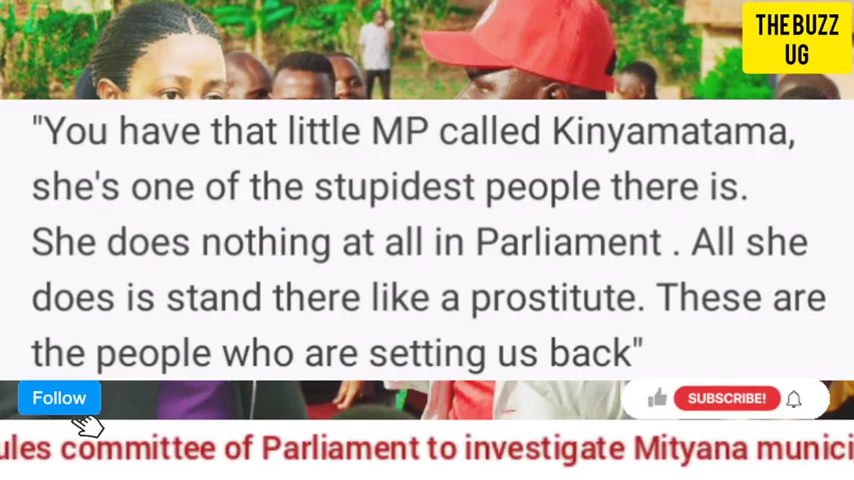 THE BUZZ
UG
"You have that little MP called Kinyamatama,
she's one of the stupidest people there is.
She does nothing at all in Parliament . All she
does is stand there like a prostitute. These are
the people who are setting us back"
Follow
SUBSCRIBE!
ules committee of Parliament to investigate Mityana munici